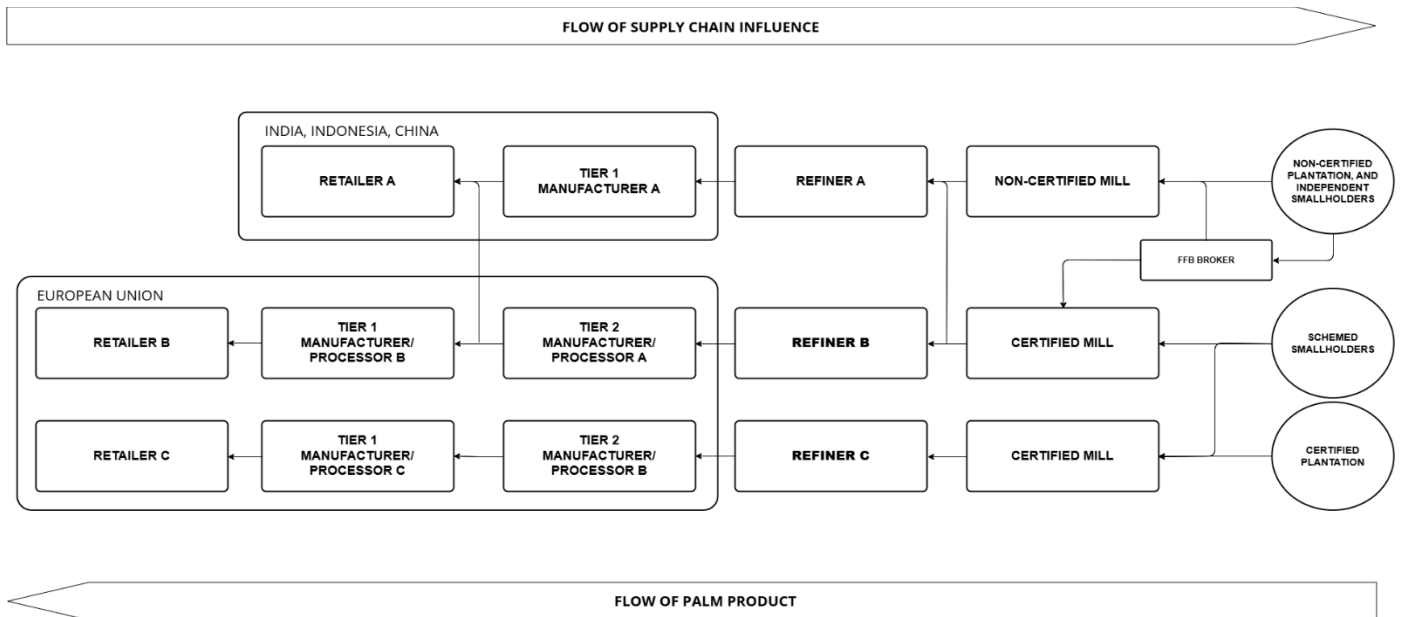 FLOW OF SUPPLY CHAIN INFLUENCE
INDIA, INDONESIA, CHINA
RETAILER A
TIER 1
MANUFACTURER A
REFINER A
NON-CERTIFIED MILL
NON-CERTIFIED
PLANTATION, AND
INDEPENDENT
SMALLHOLDERS
FFB BROKER
EUROPEAN UNION
RETAILER B
TIER 1
MANUFACTURER/
PROCESSOR B
TIER 2
MANUFACTURER/
PROCESSOR A
REFINER B
CERTIFIED MILL
SCHEMED
SMALLHOLDERS
RETAILER C
TIER 1
MANUFACTURER/
PROCESSOR C
TIER 2
MANUFACTURER/
PROCESSOR B
REFINER C
CERTIFIED MILL
CERTIFIED
PLANTATION
FLOW OF PALM PRODUCT